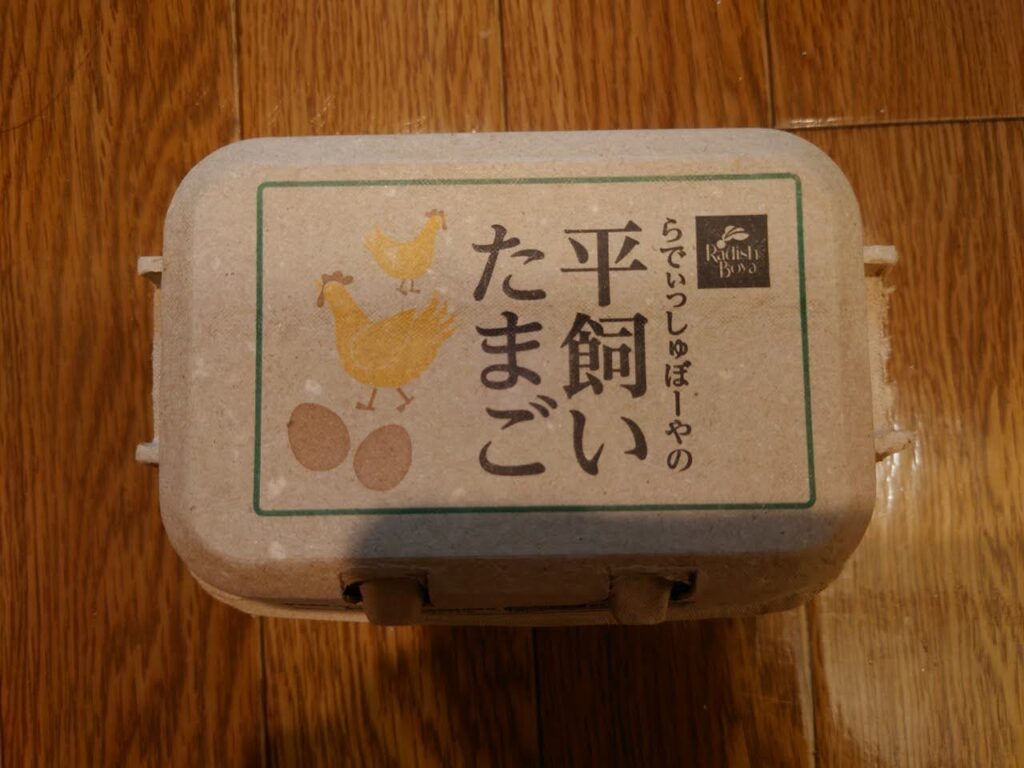 Radish
Boya
らでぃっしゅぼーやの
平飼い
たまご